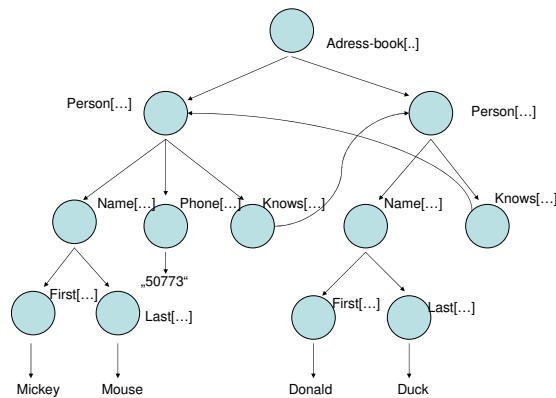 Adress-book[..]
Person[…]
Person[…]
Name[…]
Phone[…]
Knows[…]
Name[…]
Knows[…]
„50773“
First[…]
Last[…]
First[…]
Last[…]
Mickey
Mouse
Donald
Duck